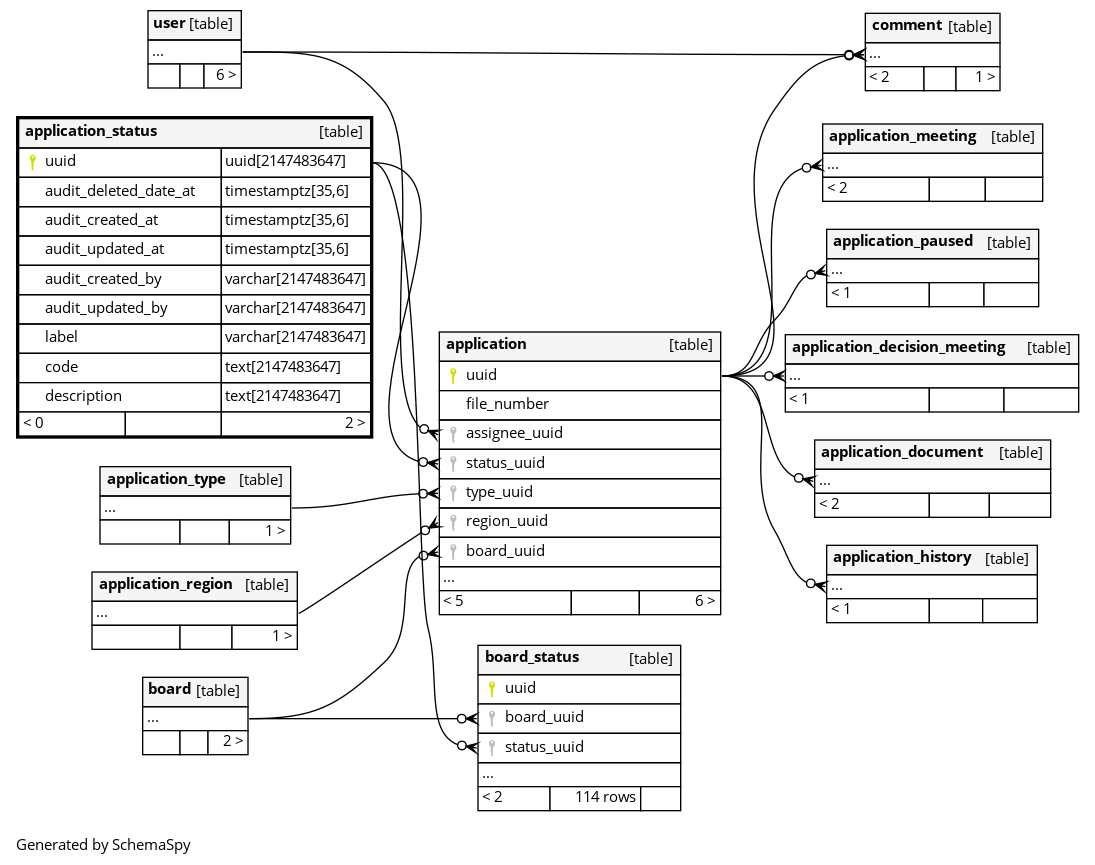 user [table]
...
6 >
application_status [table]
uuid uuid[2147483647]
audit_deleted_date_at timestamptz[35,6]
audit_created_at timestamptz[35,6]
audit_updated_at timestamptz[35,6]
audit_created_by varchar[2147483647]
audit_updated_by varchar[2147483647]
label varchar[2147483647]
code text[2147483647]
description text[2147483647]
< 0 2 >
application_type [table]
...
1 >
application_region [table]
...
1 >
board [table]
...
2 >
application [table]
uuid
file_number
assignee_uuid
status_uuid
type_uuid
region_uuid
board_uuid
...
< 5 6 >
board_status [table]
uuid
board_uuid
status_uuid
...
< 2 114 rows
comment [table]
...
< 2 1 >
application_meeting [table]
...
< 2
application_paused [table]
...
< 1
application_decision_meeting [table]
...
< 1
application_document [table]
...
< 2
application_history [table]
...
< 1
Generated by SchemaSpy